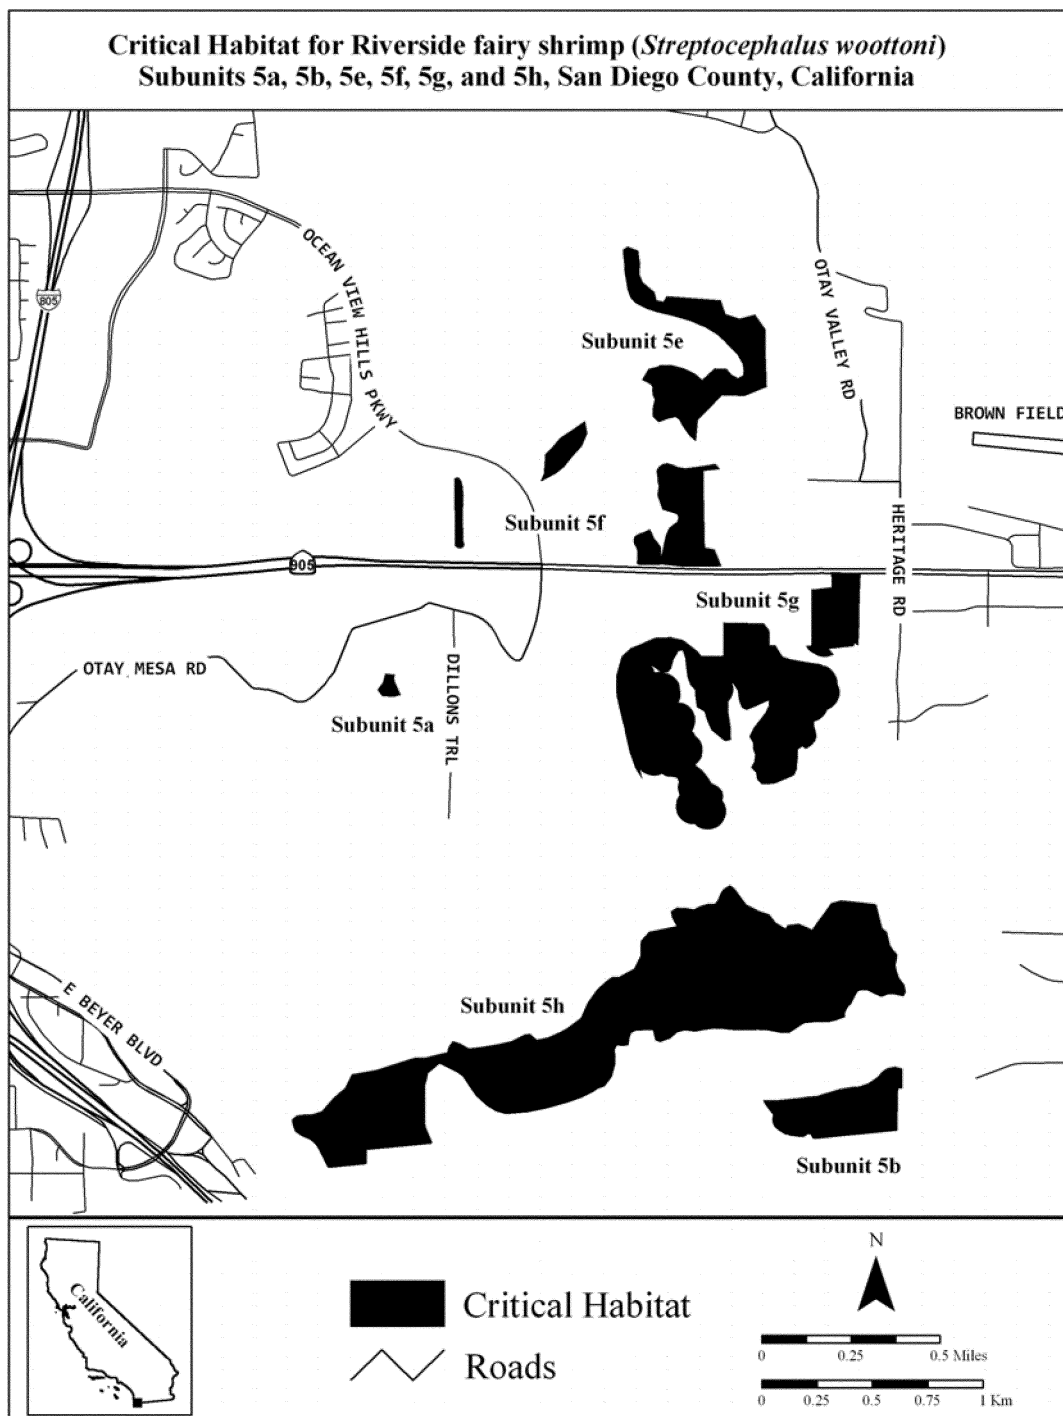 Critical Habitat for Riverside fairy shrimp (Streptocephalus woottoni)
Subunits 5a, 5b, 5e, 5f, 5g, and 5h, San Diego County, California
OCEAN VIEW HILLS PKWY
805
OTAY VALLEY RD
Subunit 5e
BROWN FIELD
Subunit 5f
HERITAGE RD
905
Subunit 5g
OTAY MESA RD
DILLONS TRL
Subunit 5a
E BEYER BLVD
Subunit 5h
Subunit 5b
California
Critical Habitat
Roads
N
0 0.25 0.5 Miles
0 0.25 0.5 0.75 1 Km